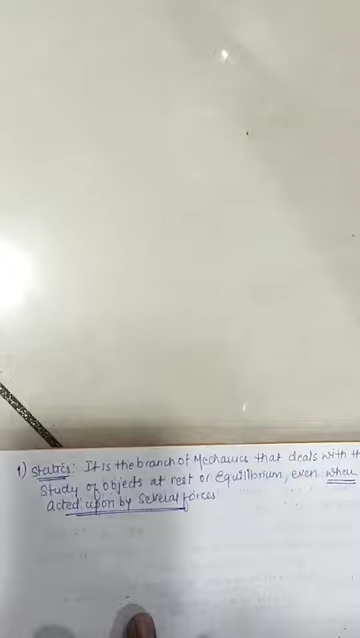 1) Statics: It is the branch of Mechanics that deals with th
Study of objects at rest or Equilibrium, even when
acted upon by several forces